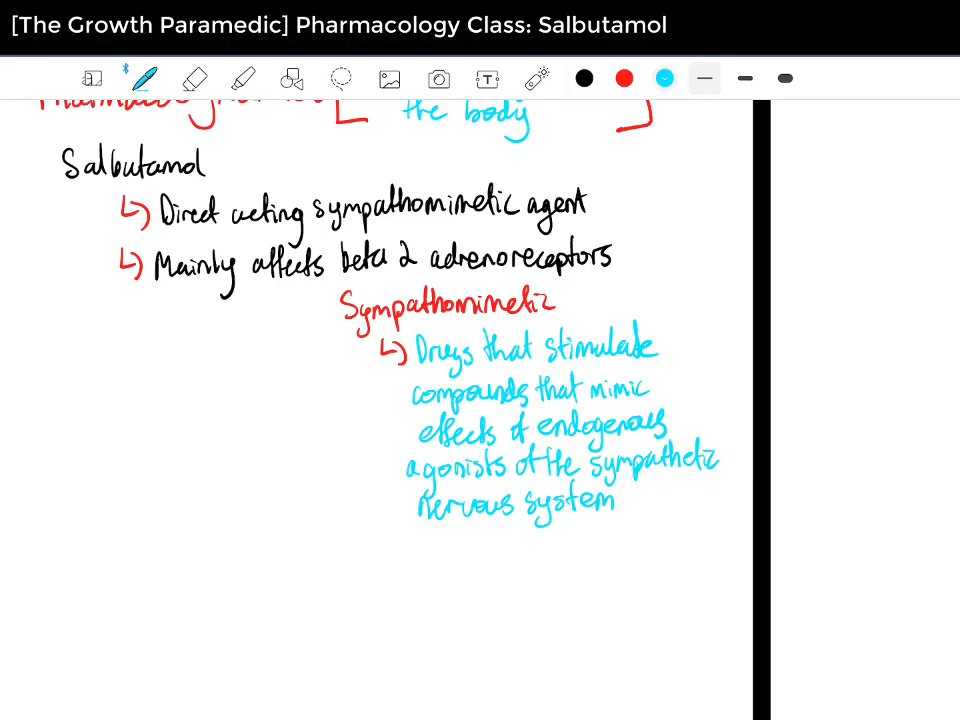 [The Growth Paramedic] Pharmacology Class: Salbutamol
the body
Salbutamol
Direct acting sympathomimetic agent
Mainly affects beta 2 adrenoreceptors
Sympathomimetic
Drugs that stimulate
compounds that mimic
effects of endogenous
agonists of the sympathetic
nervous system